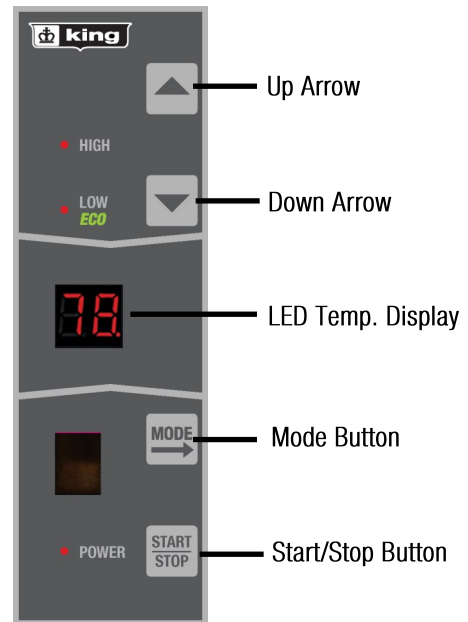 king
Up Arrow
HIGH
LOW
ECO
Down Arrow
78.
LED Temp. Display
MODE
Mode Button
POWER
START
STOP
Start/Stop Button